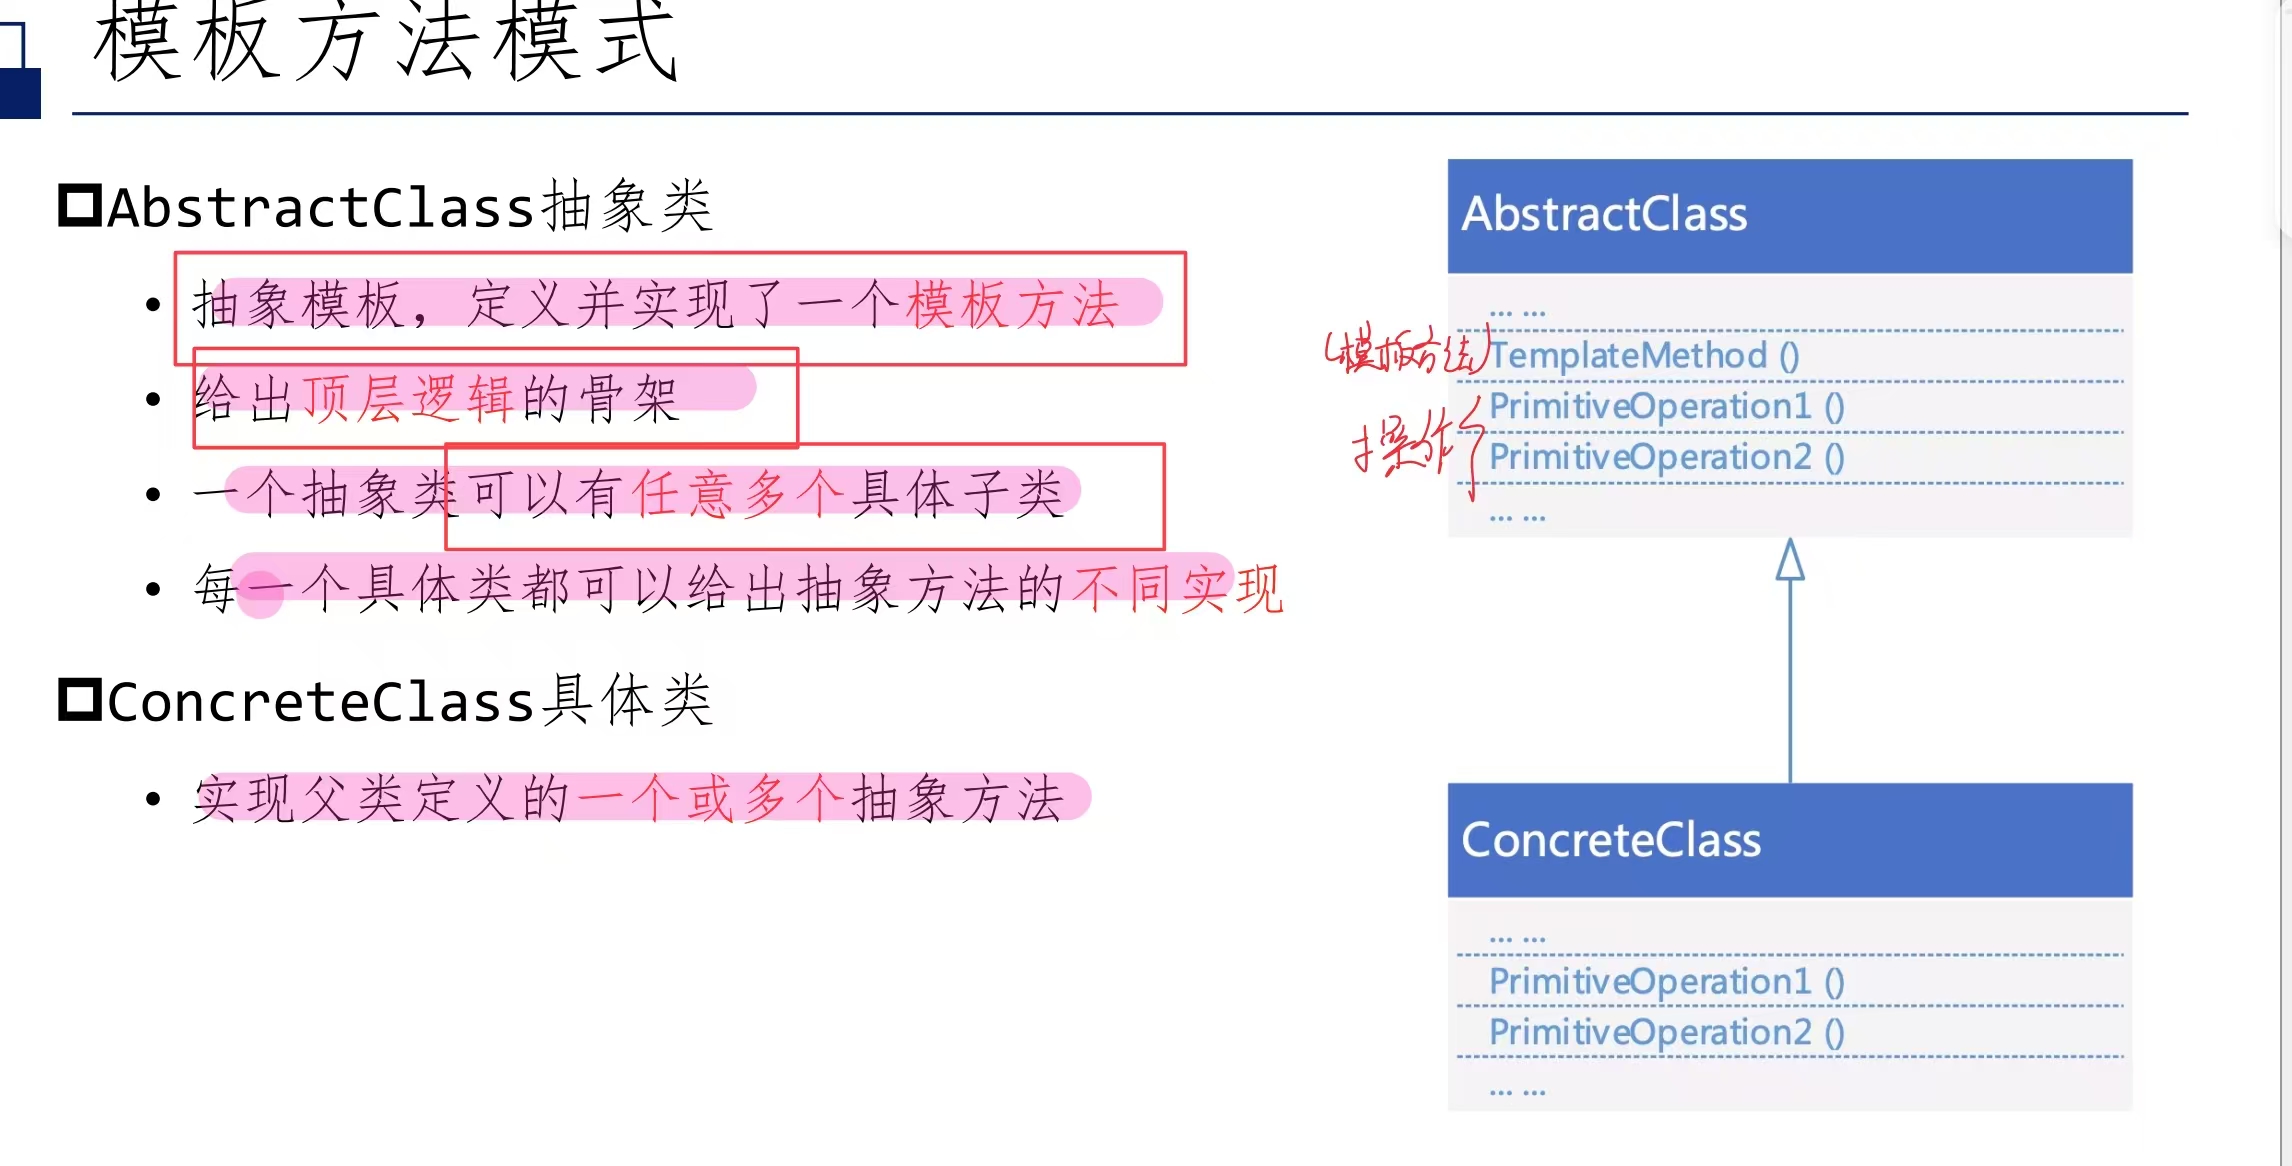 模板方法模式
AbstractClass抽象类
• 抽象模板，定义并实现了一个模板方法
• 给出顶层逻辑的骨架
• 一个抽象类可以有任意多个具体子类
• 每一个具体类都可以给出抽象方法的不同实现
ConcreteClass具体类
• 实现父类定义的一个或多个抽象方法
AbstractClass
... ...
(模板方法)
TemplateMethod ()
操作{
PrimitiveOperation1 ()
PrimitiveOperation2 ()
... ...
ConcreteClass
... ...
PrimitiveOperation1 ()
PrimitiveOperation2 ()
... ...